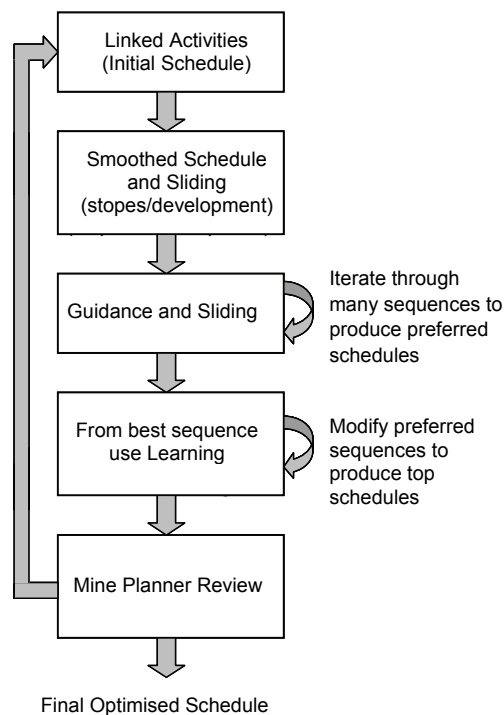 Linked Activities
(Initial Schedule)
Smoothed Schedule
and Sliding
(stopes/development)
Guidance and Sliding
Iterate through
many sequences to
produce preferred
schedules
From best sequence
use Learning
Modify preferred
sequences to
produce top
schedules
Mine Planner Review
Final Optimised Schedule